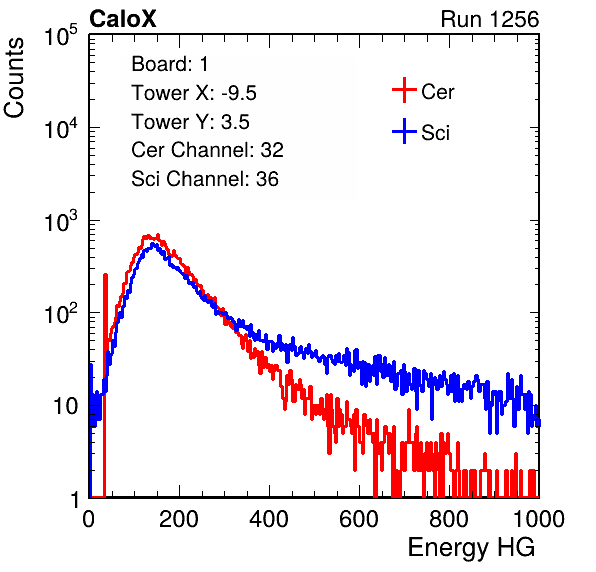 CaloX Run 1256
Counts
Board: 1
Tower X: -9.5
Tower Y: 3.5
Cer Channel: 32
Sci Channel: 36
Cer
Sci
10^5
10^4
10^3
10^2
10
1
0 200 400 600 800 1000
Energy HG